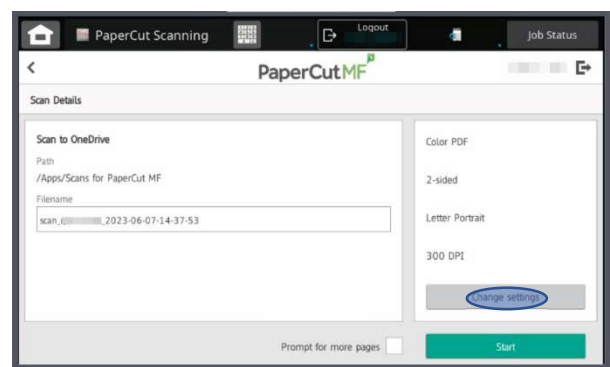 PaperCut Scanning
Logout
Job Status
PaperCutMF
Scan Details
Scan to OneDrive
Path
/Apps/Scans for PaperCut MF
Filename
scan_ _2023-06-07-14-37-53
Color PDF
2-sided
Letter Portrait
300 DPI
Change settings
Prompt for more pages
Start